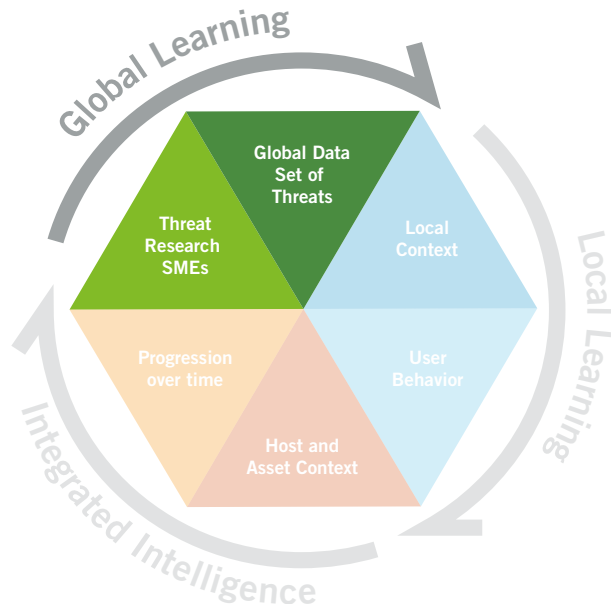 Global Learning
Global Data
Set of
Threats
Threat
Research
SMEs
Local
Context
Local Learning
Progression
over time
User
Behavior
Host and
Asset Context
Integrated Intelligence